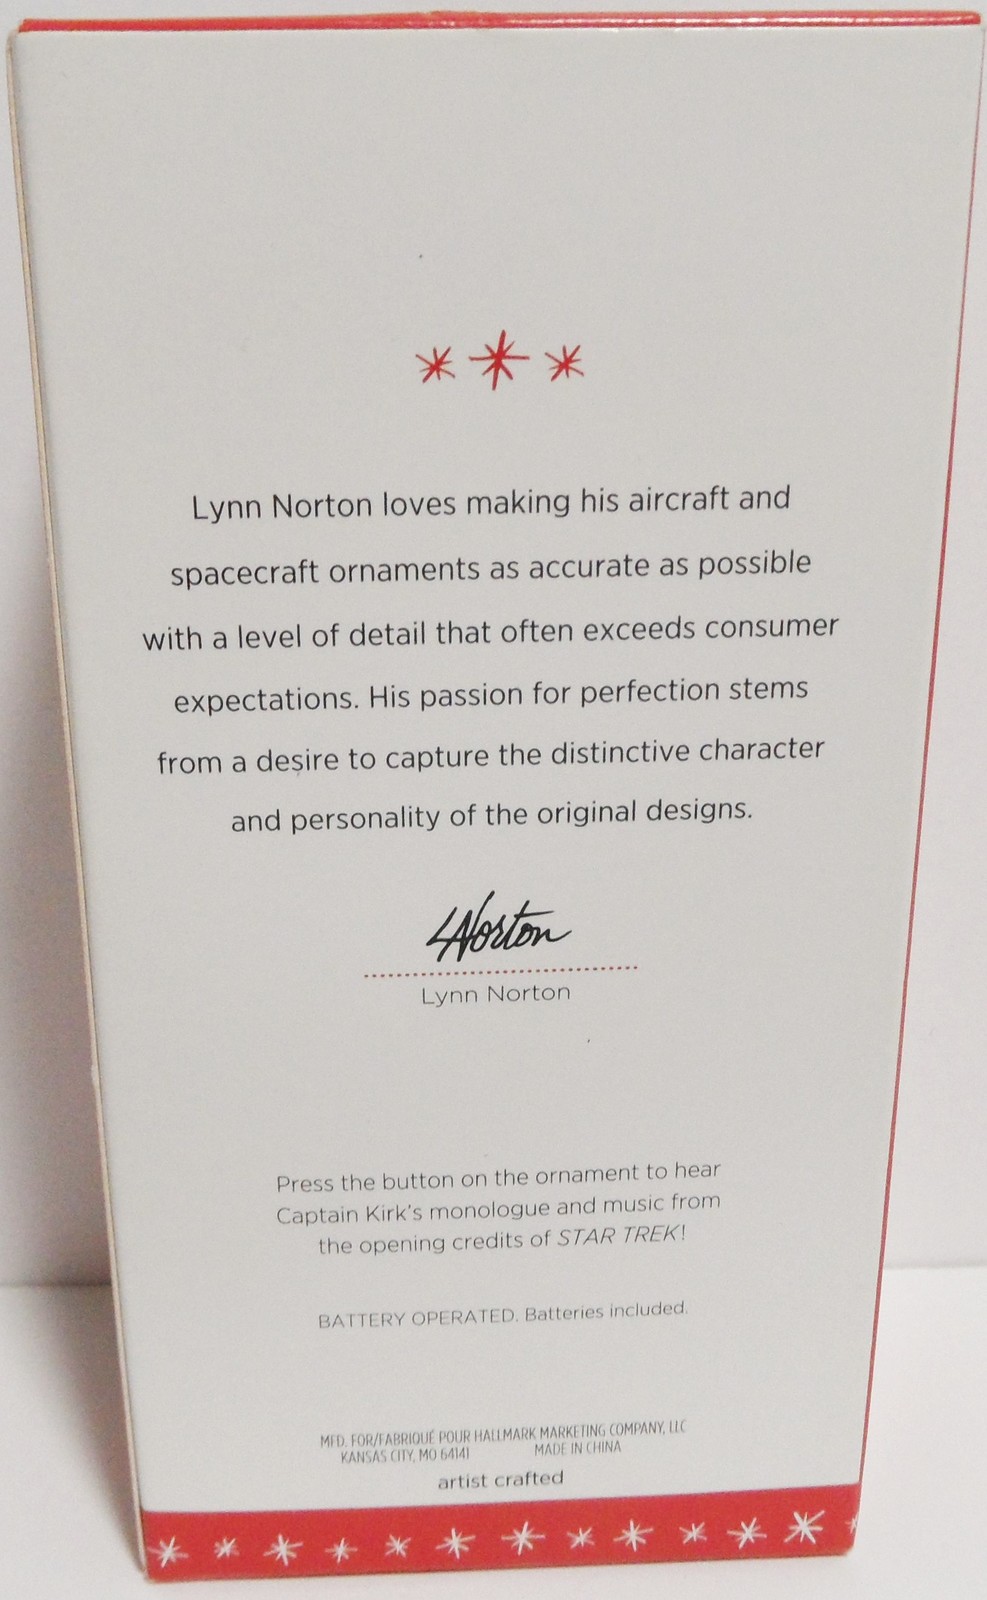 Lynn Norton loves making his aircraft and
spacecraft ornaments as accurate as possible
with a level of detail that often exceeds consumer
expectations. His passion for perfection stems
from a desire to capture the distinctive character
and personality of the original designs.
LNorton
Lynn Norton
Press the button on the ornament to hear
Captain Kirk's monologue and music from
the opening credits of STAR TREK!
BATTERY OPERATED. Batteries included.
MFD. FOR/FABRIQUÉ POUR HALLMARK MARKETING COMPANY, LLC
KANSAS CITY, MO 64141 MADE IN CHINA
artist crafted